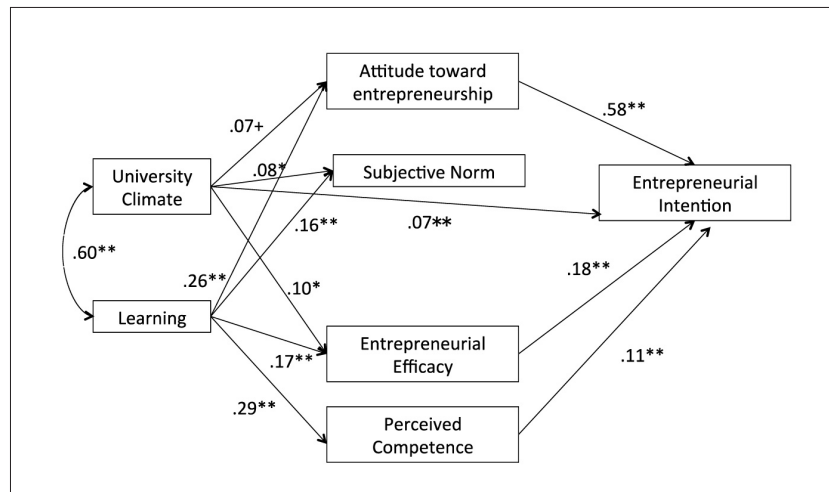 Attitude toward
entrepreneurship
.58**
.07+
.08*
Subjective Norm
University
Climate
Entrepreneurial
Intention
.07**
.16**
.60**
.26**
.10*
.18**
Learning
.17**
Entrepreneurial
Efficacy
.11**
.29**
Perceived
Competence